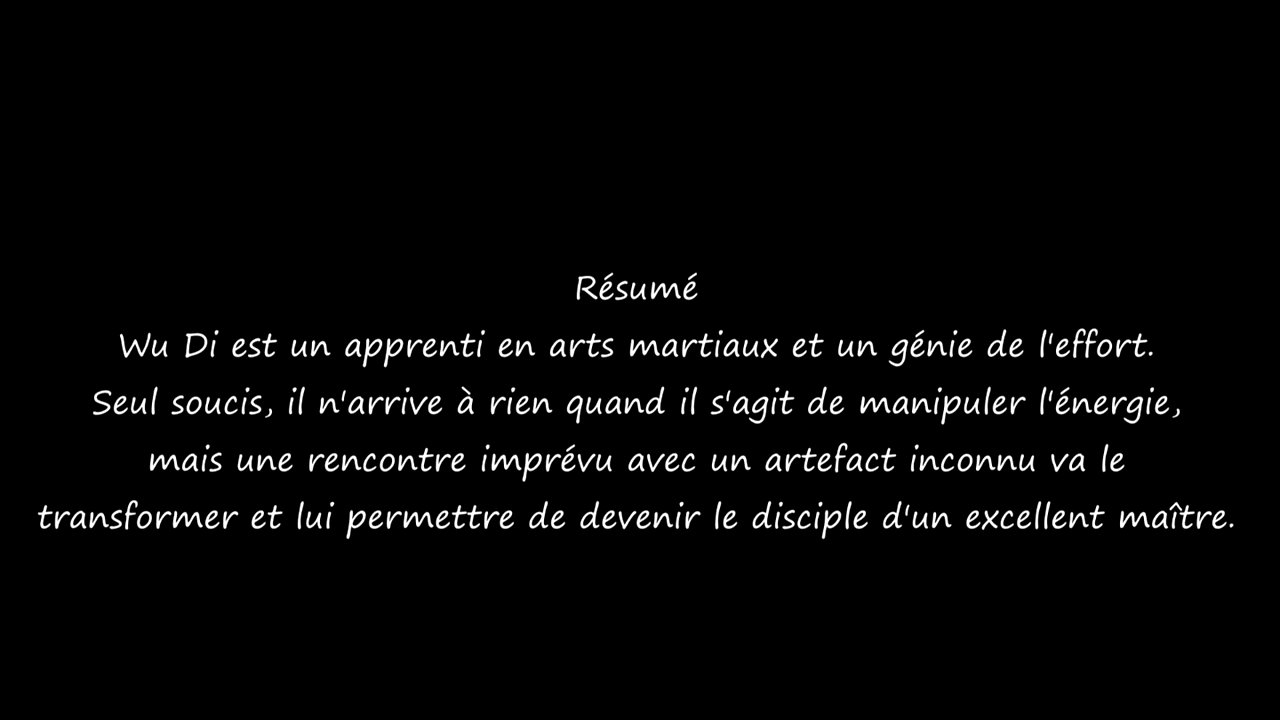 Résumé
Wu Di est un apprenti en arts martiaux et un génie de l'effort.
Seul soucis, il n'arrive à rien quand il s'agit de manipuler l'énergie,
mais une rencontre imprévu avec un artefact inconnu va le
transformer et lui permettre de devenir le disciple d'un excellent maître.